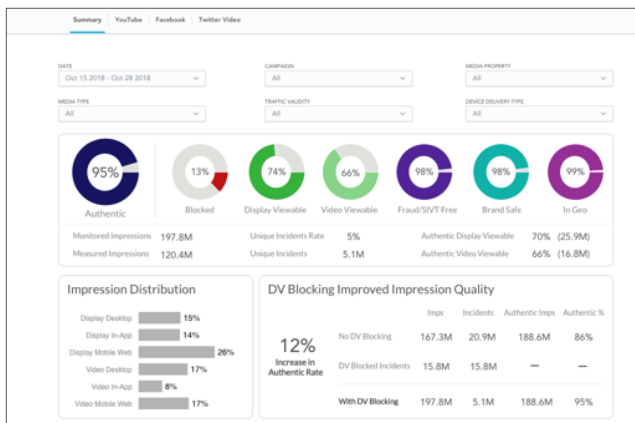 Summary YouTube Facebook Twitter Video
DATE CAMPAIGN MEDIA PROPERTY
Oct 15 2018 - Oct 28 2018 All All
MEDIA TYPE TRAFFIC VALIDITY DEVICE DELIVERY TYPE
All All All
95% 13% 74% 66% 98% 98% 99%
Authentic Blocked Display Viewable Video Viewable Fraud/SIVT Free Brand Safe In Geo
Monitored Impressions 197.8M Unique Incidents Rate 5% Authentic Display Viewable 70% (25.9M)
Measured Impressions 120.4M Unique Incidents 5.1M Authentic Video Viewable 66% (16.8M)
Impression Distribution
Display Desktop 15%
Display In-App 14%
Display Mobile Web 26%
Video Desktop 17%
Video In-App 8%
Video Mobile Web 17%
DV Blocking Improved Impression Quality
Imps Incidents Authentic Imps Authentic %
12%
Increase in
Authentic Rate
No DV Blocking 167.3M 20.9M 188.6M 86%
DV Blocked Incidents 15.8M 15.8M — —
With DV Blocking 197.8M 5.1M 188.6M 95%